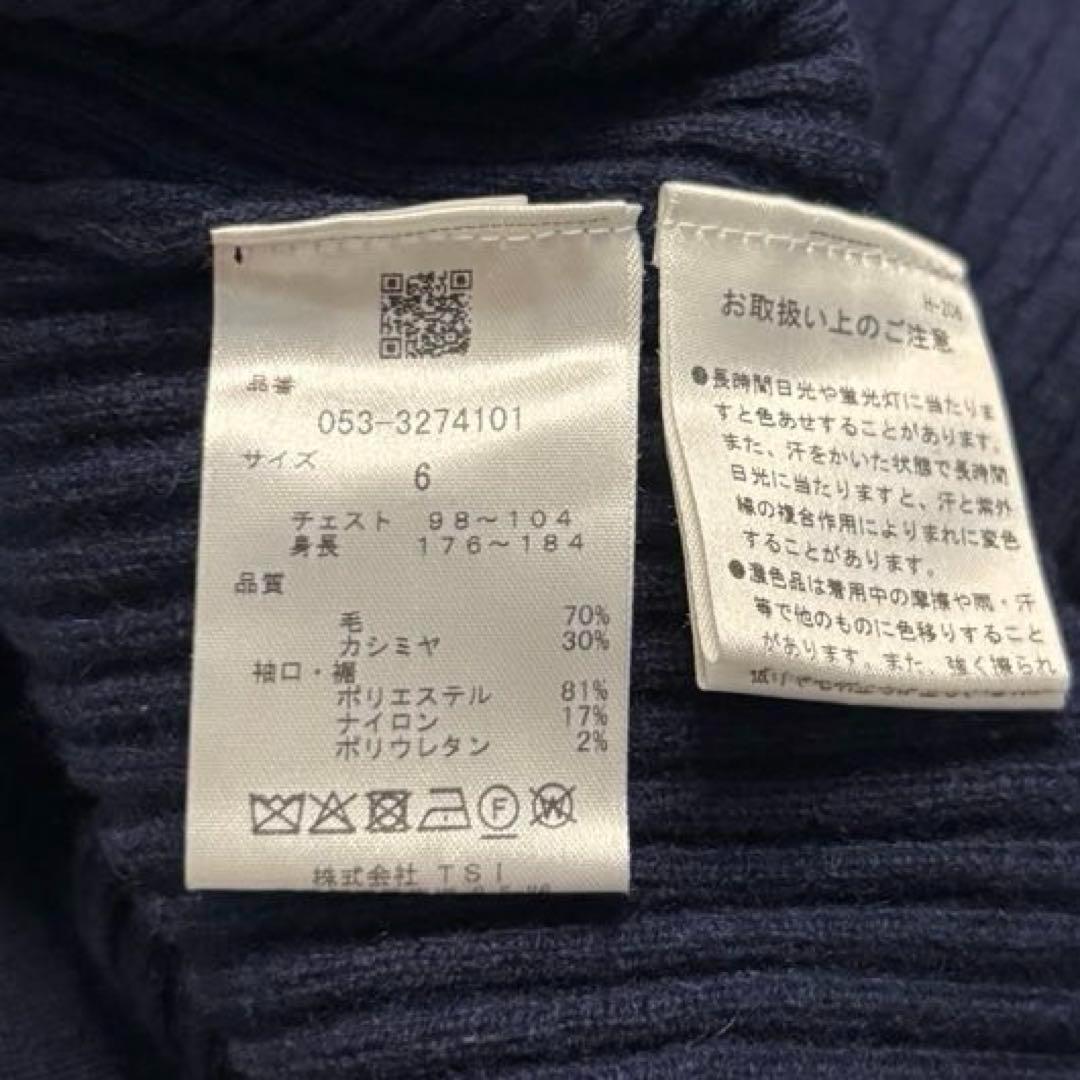 品番
053-3274101
サイズ
6
チェスト 98～104
身長 176～184
品質
毛 70%
カシミヤ 30%
袖口・裾
ポリエステル 81%
ナイロン 17%
ポリウレタン 2%
F
W
株式会社 TSI
H-206
お取扱い上のご注意
●長時間日光や蛍光灯に当たりま
すと色あせすることがあります。
また、汗をかいた状態で長時間
日光に当たりますと、汗と紫外
線の複合作用によりまれに変色
することがあります。
●濃色品は着用中の摩擦や雨・汗
等で他のものに色移りすること
があります。また、強く擦られ